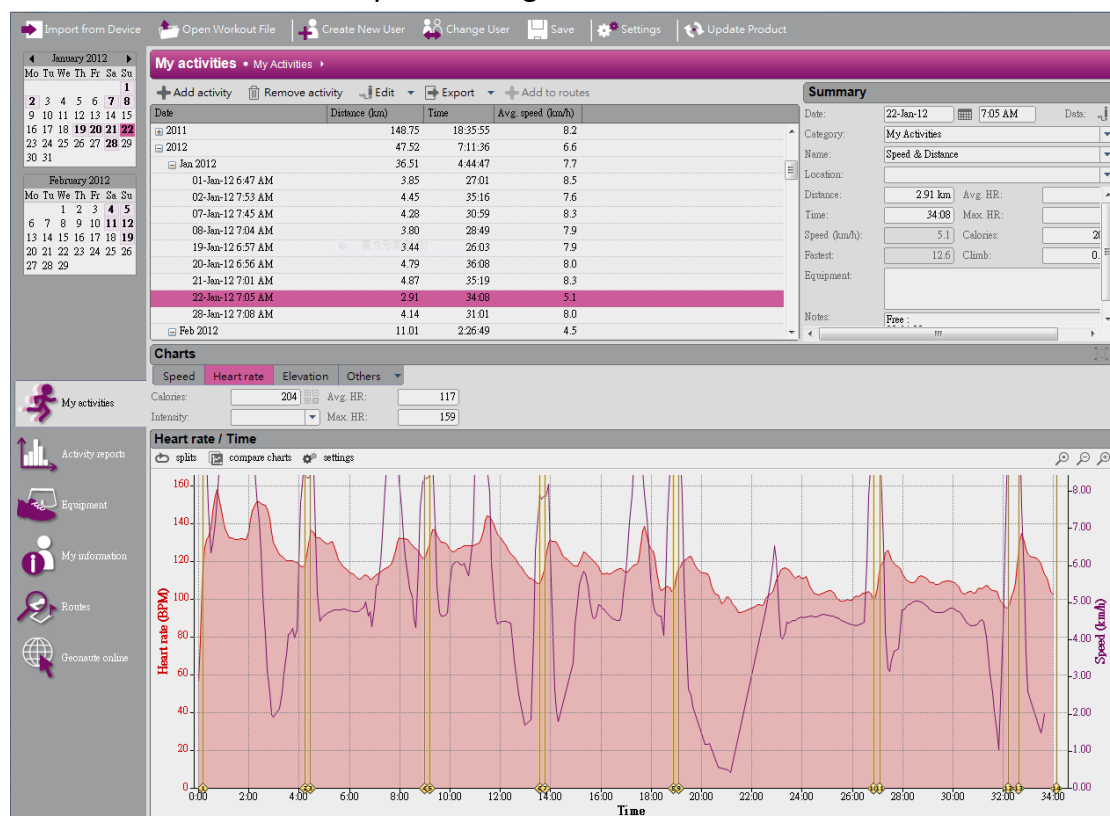 Import from Device Open Workout File Create New User Change User Save Settings Update Product
January 2012
Mo Tu We Th Fr Sa Su
1
2 3 4 5 6 7 8
9 10 11 12 13 14 15
16 17 18 19 20 21 22
23 24 25 26 27 28 29
30 31
February 2012
Mo Tu We Th Fr Sa Su
1 2 3 4 5
6 7 8 9 10 11 12
13 14 15 16 17 18 19
20 21 22 23 24 25 26
27 28 29
My activities • My Activities
Add activity Remove activity Edit Export Add to routes
Date Distance (km) Time Avg. speed (km/h)
2011 148.75 18:35:55 8.2
2012 47.52 7:11:36 6.6
Jan 2012 36.51 4:44:47 7.7
01-Jan-12 6:47 AM 3.85 27:01 8.5
02-Jan-12 7:53 AM 4.45 35:16 7.6
07-Jan-12 7:45 AM 4.28 30:59 8.3
08-Jan-12 7:04 AM 3.80 28:49 7.9
19-Jan-12 6:57 AM 3.44 26:03 7.9
20-Jan-12 6:56 AM 4.79 36:08 8.0
21-Jan-12 7:01 AM 4.87 35:19 8.3
22-Jan-12 7:05 AM 2.91 34:08 5.1
28-Jan-12 7:08 AM 4.14 31:01 8.0
Feb 2012 11.01 2:26:49 4.5
Summary
Date: 22-Jan-12 7:05 AM Data:
Category: My Activities
Name: Speed & Distance
Location:
Distance: 2.91 km Avg. HR:
Time: 34:08 Max. HR:
Speed (km/h): 5.1 Calories: 20
Fastest: 12.6 Climb: 0.
Equipment:
Notes: Free :
Charts
Speed Heart rate Elevation Others
Calories: 204 Avg. HR: 117
Intensity: Max. HR: 159
Heart rate / Time
splits compare charts settings
My activities
Activity reports
Equipment
My information
Routes
Geonaute online
Heart rate (BPM)
160
140
120
100
80
60
40
20
0
Speed (km/h)
8.00
7.00
6.00
5.00
4.00
3.00
2.00
1.00
0.00
0:00 2:00 4:00 6:00 8:00 10:00 12:00 14:00 16:00 18:00 20:00 22:00 24:00 26:00 28:00 30:00 32:00 34:00
Time